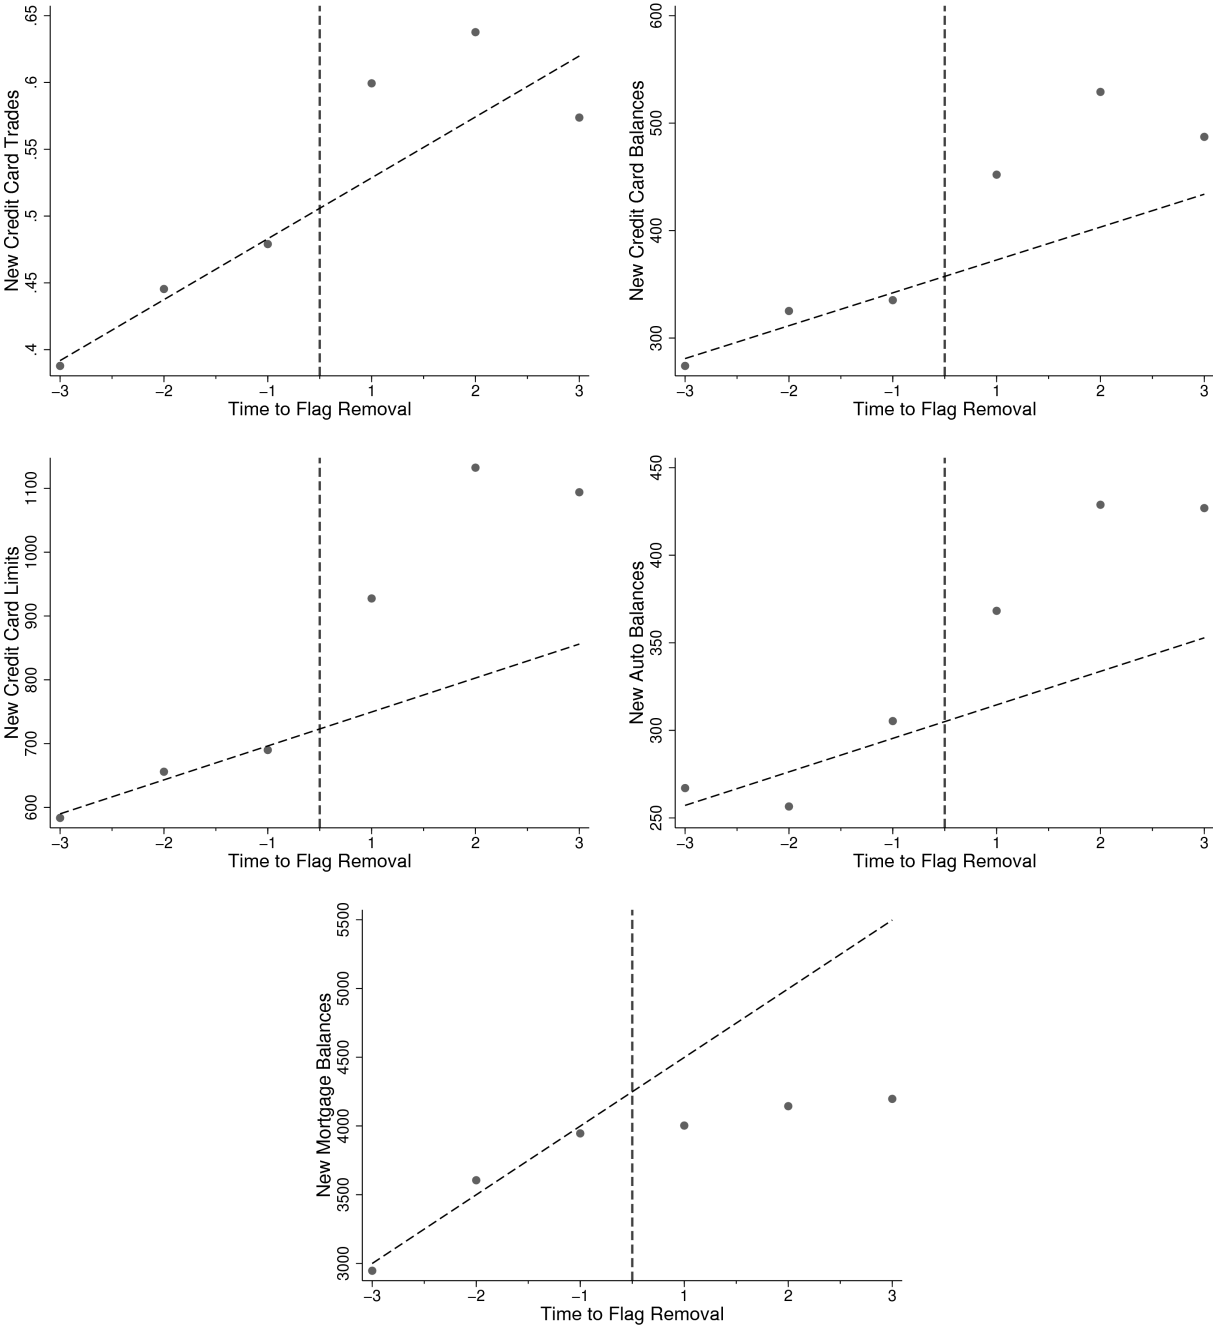 New Credit Card Trades
.65
.6
.55
.5
.45
.4
−3 −2 −1 1 2 3
Time to Flag Removal
New Credit Card Balances
600
500
400
300
−3 −2 −1 1 2 3
Time to Flag Removal
New Credit Card Limits
1100
1000
900
800
700
600
−3 −2 −1 1 2 3
Time to Flag Removal
New Auto Balances
450
400
350
300
250
−3 −2 −1 1 2 3
Time to Flag Removal
New Mortgage Balances
5500
5000
4500
4000
3500
3000
−3 −2 −1 1 2 3
Time to Flag Removal